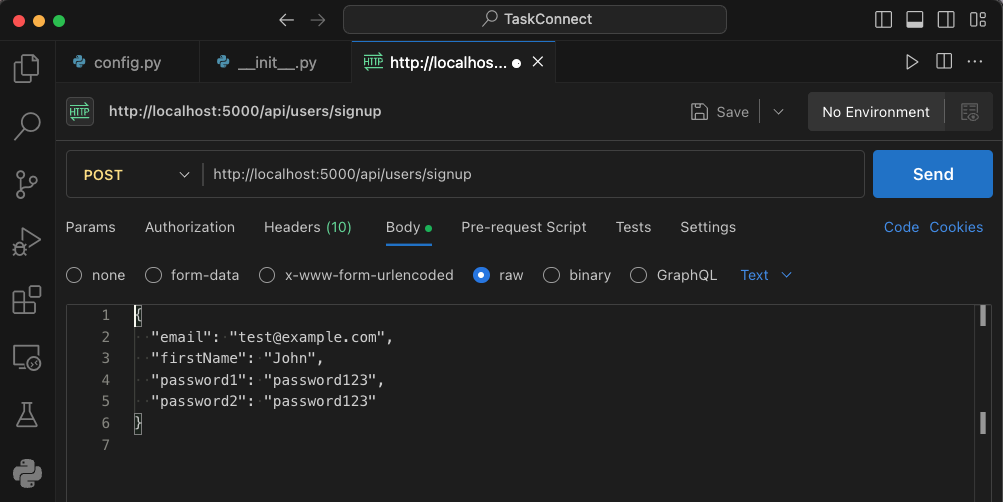 TaskConnect
config.py
__init__.py
HTTP http://localhos...
HTTP http://localhost:5000/api/users/signup
Save
No Environment
POST
http://localhost:5000/api/users/signup
Send
Params Authorization Headers (10) Body Pre-request Script Tests Settings Code Cookies
none form-data x-www-form-urlencoded raw binary GraphQL Text
1 {
2 "email": "test@example.com",
3 "firstName": "John",
4 "password1": "password123",
5 "password2": "password123"
6 }
7